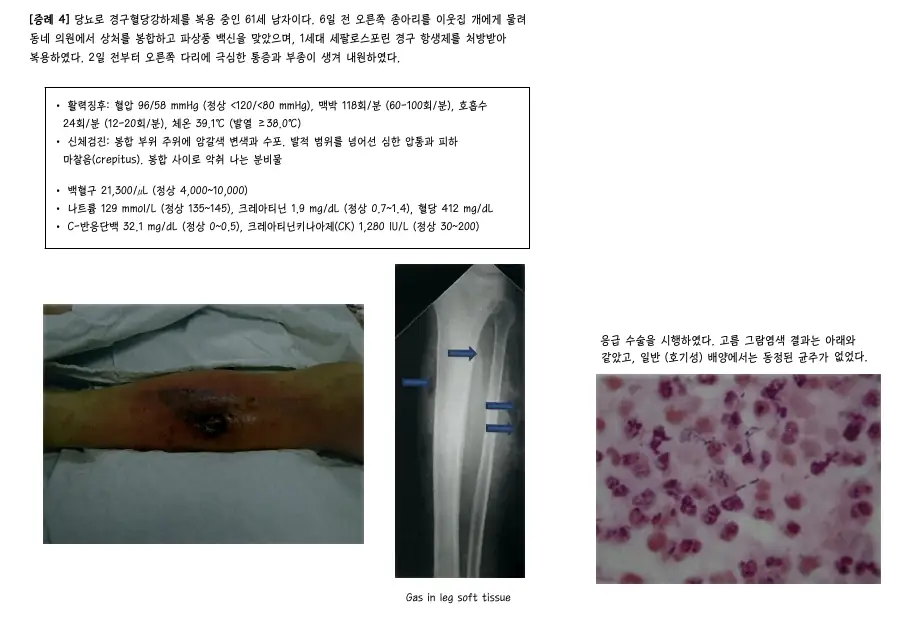 [증례 4] 당뇨로 경구혈당강하제를 복용 중인 61세 남자이다. 6일 전 오른쪽 종아리를 이웃집 개에게 물려
동네 의원에서 상처를 봉합하고 파상풍 백신을 맞았으며, 1세대 세팔로스포린 경구 항생제를 처방받아
복용하였다. 2일 전부터 오른쪽 다리에 극심한 통증과 부종이 생겨 내원하였다.
• 활력징후: 혈압 96/58 mmHg (정상 <120/<80 mmHg), 맥박 118회/분 (60-100회/분), 호흡수
24회/분 (12-20회/분), 체온 39.1℃ (발열 ≥38.0℃)
• 신체검진: 봉합 부위 주위에 암갈색 변색과 수포. 발적 범위를 넘어선 심한 압통과 피하
마찰음(crepitus). 봉합 사이로 악취 나는 분비물
• 백혈구 21,300/μL (정상 4,000~10,000)
• 나트륨 129 mmol/L (정상 135~145), 크레아티닌 1.9 mg/dL (정상 0.7~1.4), 혈당 412 mg/dL
• C-반응단백 32.1 mg/dL (정상 0~0.5), 크레아티닌키나아제(CK) 1,280 IU/L (정상 30~200)
Gas in leg soft tissue
응급 수술을 시행하였다. 고름 그람염색 결과는 아래와
같았고, 일반 (호기성) 배양에서는 동정된 균주가 없었다.